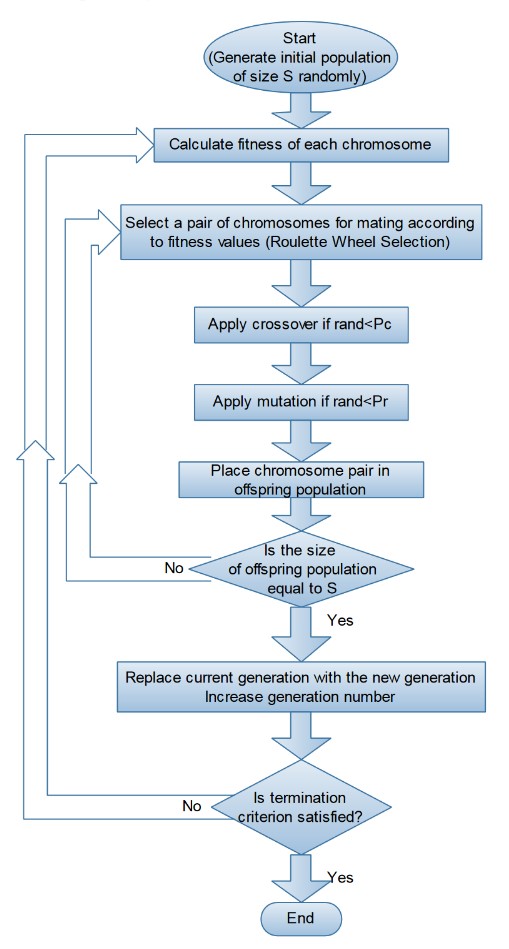 Start
(Generate initial population
of size S randomly)
Calculate fitness of each chromosome
Select a pair of chromosomes for mating according
to fitness values (Roulette Wheel Selection)
Apply crossover if rand<Pc
Apply mutation if rand<Pr
Place chromosome pair in
offspring population
Is the size
of offspring population
equal to S
No
Yes
Replace current generation with the new generation
Increase generation number
Is termination
criterion satisfied?
No
Yes
End